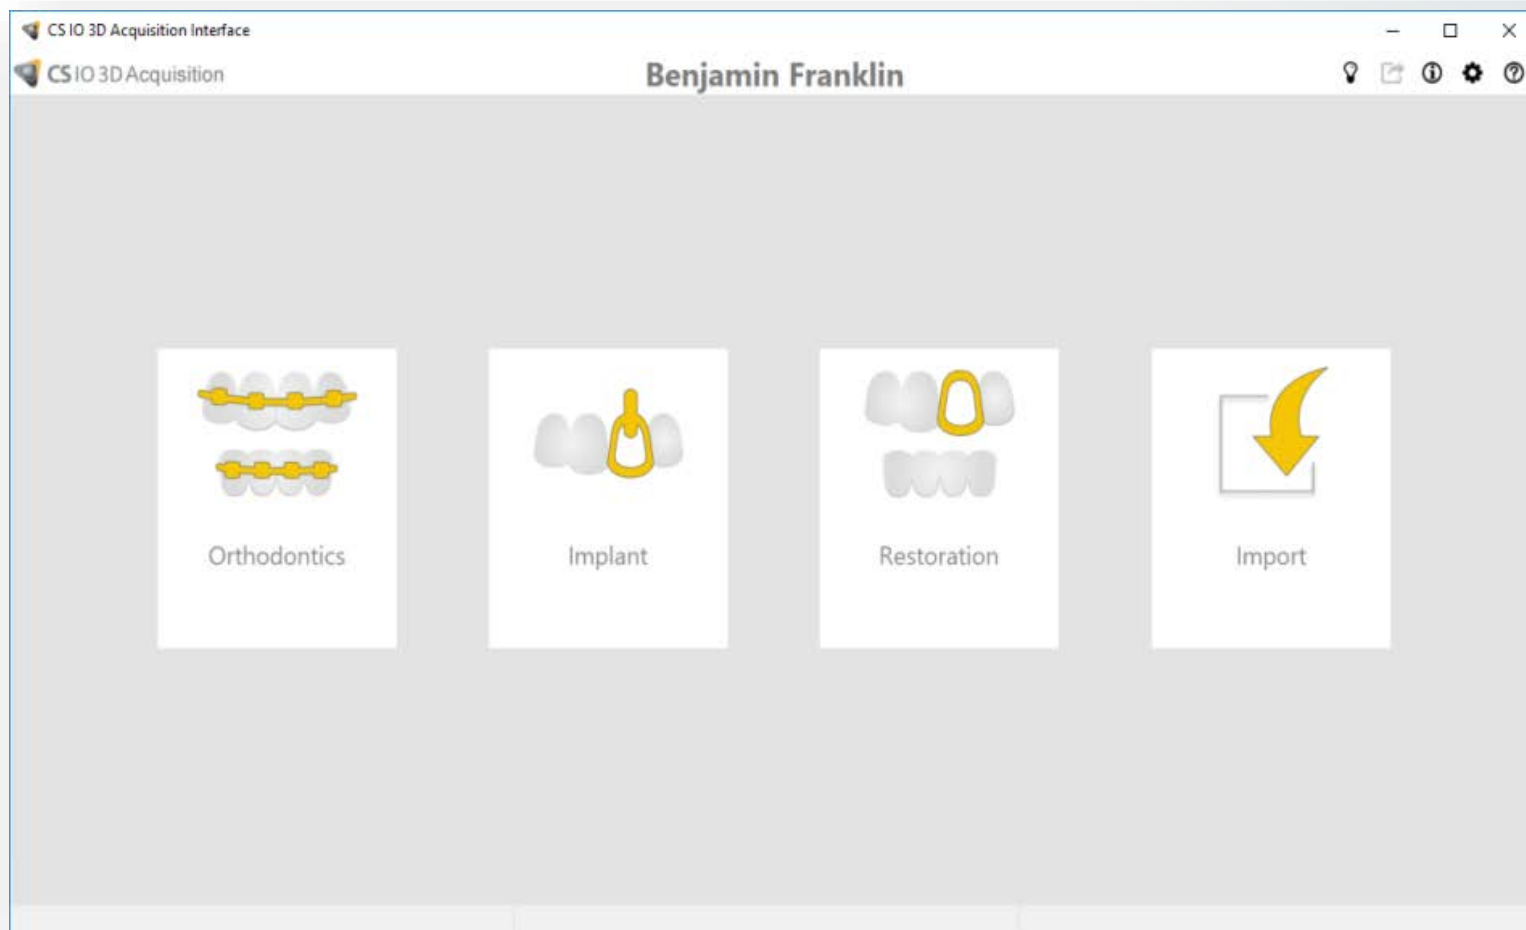 CS IO 3D Acquisition Interface
CS IO 3D Acquisition
Benjamin Franklin
Orthodontics
Implant
Restoration
Import